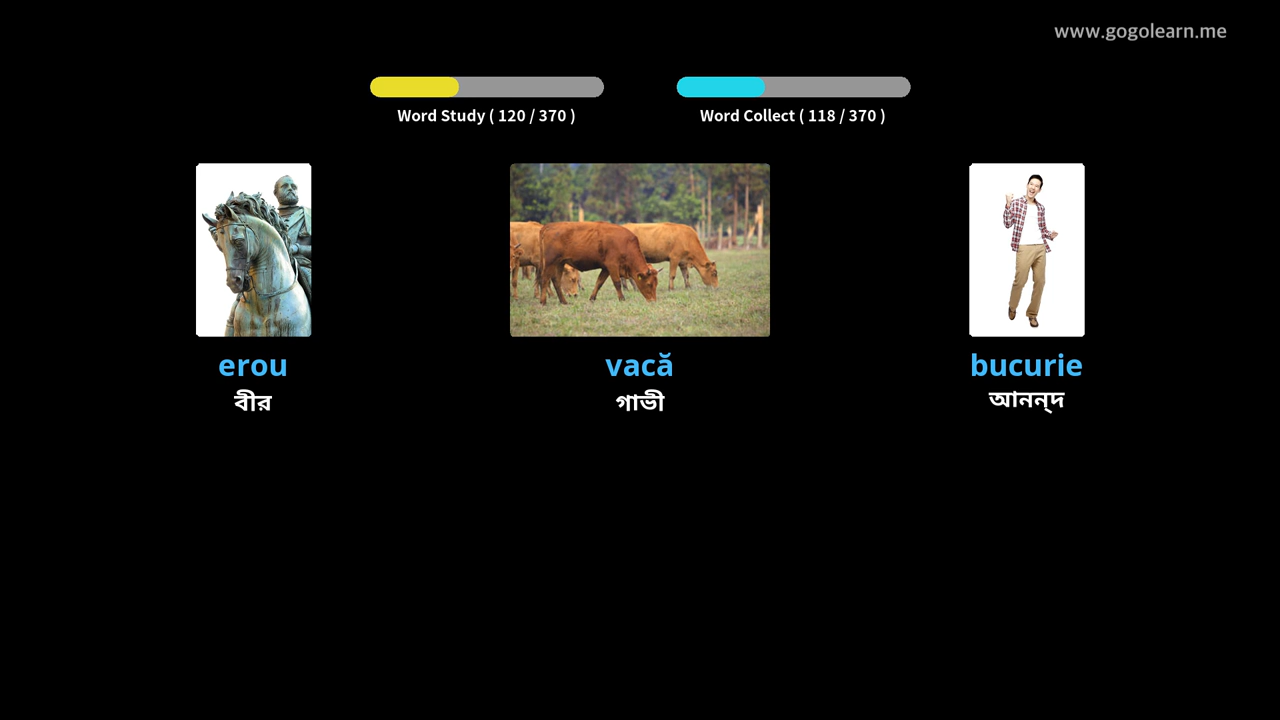 www.gogolearn.me
Word Study ( 120 / 370 )
Word Collect ( 118 / 370 )
erou
vacă
bucurie
বীর
গাভী
আনন্দ